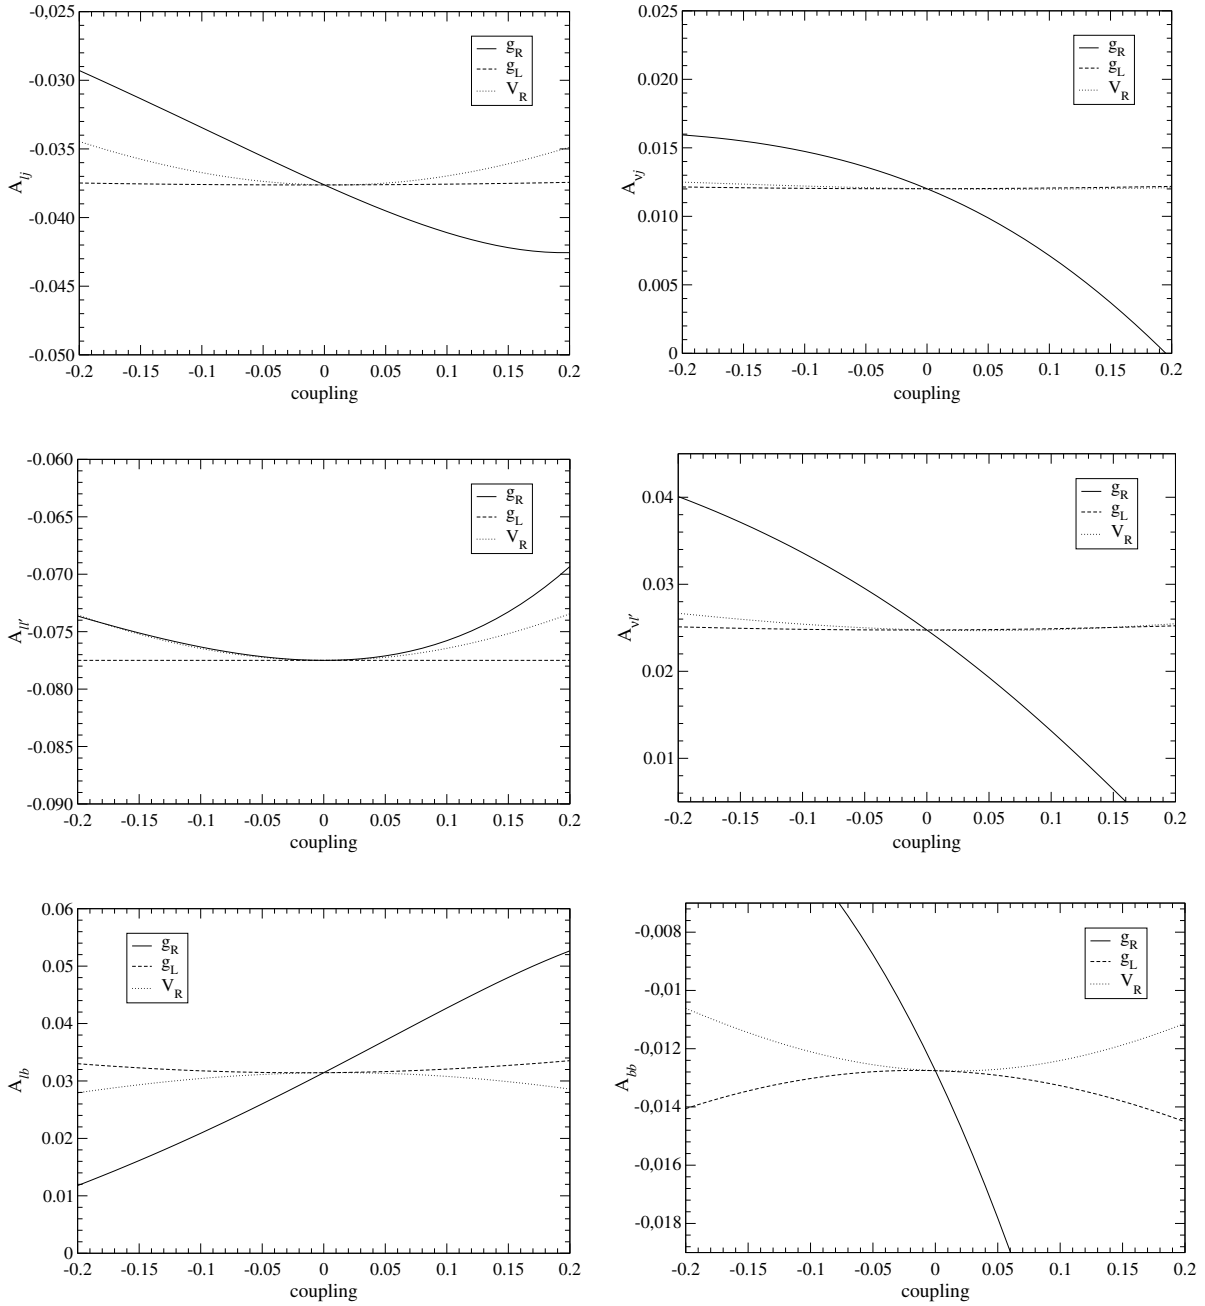 -0,025
-0.030
-0.035
-0.040
-0.045
-0.050
A_lj
g_R
g_L
V_R
-0.2 -0.15 -0.1 -0.05 0 0.05 0.1 0.15 0.2
coupling
0.025
0.020
0.015
0.010
0.005
0
A_νj
g_R
g_L
V_R
-0.2 -0.15 -0.1 -0.05 0 0.05 0.1 0.15 0.2
coupling
-0.060
-0.065
-0.070
-0.075
-0.080
-0.085
-0.090
A_ll'
g_R
g_L
V_R
-0.2 -0.15 -0.1 -0.05 0 0.05 0.1 0.15 0.2
coupling
0.04
0.03
0.02
0.01
A_νl'
g_R
g_L
V_R
-0.2 -0.15 -0.1 -0.05 0 0.05 0.1 0.15 0.2
coupling
0.06
0.05
0.04
0.03
0.02
0.01
0
A_lb
g_R
g_L
V_R
-0.2 -0.15 -0.1 -0.05 0 0.05 0.1 0.15 0.2
coupling
-0,008
-0,01
-0,012
-0,014
-0,016
-0,018
A_bb
g_R
g_L
V_R
-0.2 -0.15 -0.1 -0.05 0 0.05 0.1 0.15 0.2
coupling